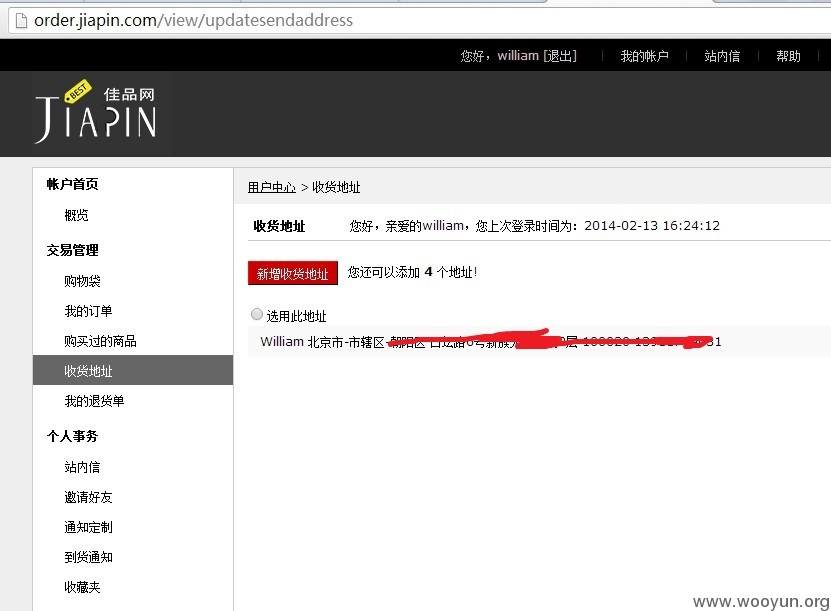 order.jiapin.com/view/updatesendaddress
您好，william [退出] 我的帐户 站内信 帮助
BEST
佳品网
JIAPIN
帐户首页
概览
交易管理
购物袋
我的订单
购买过的商品
收货地址
我的退货单
个人事务
站内信
邀请好友
通知定制
到货通知
收藏夹
用户中心 > 收货地址
收货地址 您好，亲爱的william，您上次登录时间为：2014-02-13 16:24:12
新增收货地址 您还可以添加 4 个地址!
选用此地址
William 北京市-市辖区-
www.wooyun.org